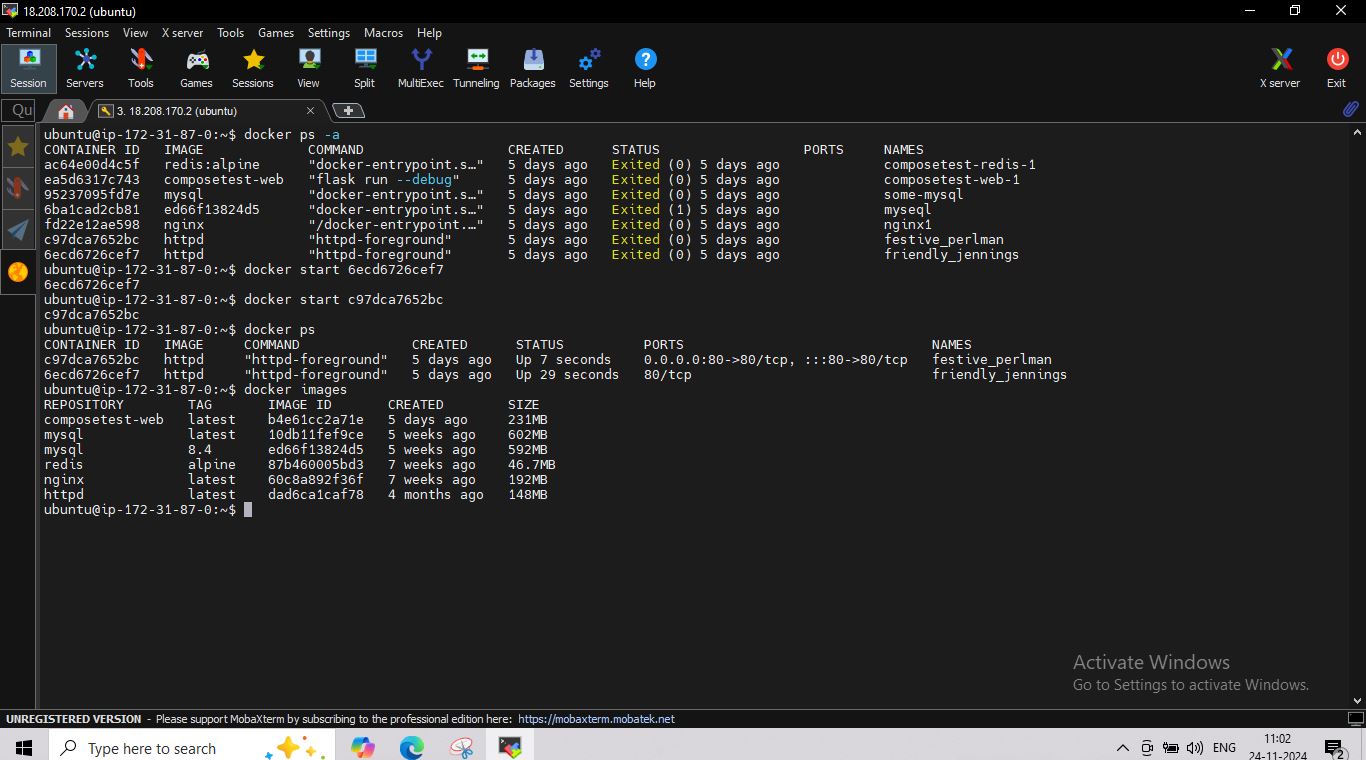 18.208.170.2 (ubuntu)
Terminal Sessions View X server Tools Games Settings Macros Help
Session Servers Tools Games Sessions View Split MultiExec Tunneling Packages Settings Help X server Exit
Qu 3. 18.208.170.2 (ubuntu)
ubuntu@ip-172-31-87-0:~$ docker ps -a
CONTAINER ID IMAGE COMMAND CREATED STATUS PORTS NAMES
ac64e00d4c5f redis:alpine "docker-entrypoint.s…" 5 days ago Exited (0) 5 days ago composetest-redis-1
ea5d6317c743 composetest-web "flask run --debug" 5 days ago Exited (0) 5 days ago composetest-web-1
95237095fd7e mysql "docker-entrypoint.s…" 5 days ago Exited (0) 5 days ago some-mysql
6ba1cad2cb81 ed66f13824d5 "docker-entrypoint.s…" 5 days ago Exited (1) 5 days ago myseql
fd22e12ae598 nginx "/docker-entrypoint.…" 5 days ago Exited (0) 5 days ago nginx1
c97dca7652bc httpd "httpd-foreground" 5 days ago Exited (0) 5 days ago festive_perlman
6ecd6726cef7 httpd "httpd-foreground" 5 days ago Exited (0) 5 days ago friendly_jennings
ubuntu@ip-172-31-87-0:~$ docker start 6ecd6726cef7
6ecd6726cef7
ubuntu@ip-172-31-87-0:~$ docker start c97dca7652bc
c97dca7652bc
ubuntu@ip-172-31-87-0:~$ docker ps
CONTAINER ID IMAGE COMMAND CREATED STATUS PORTS NAMES
c97dca7652bc httpd "httpd-foreground" 5 days ago Up 7 seconds 0.0.0.0:80->80/tcp, :::80->80/tcp festive_perlman
6ecd6726cef7 httpd "httpd-foreground" 5 days ago Up 29 seconds 80/tcp friendly_jennings
ubuntu@ip-172-31-87-0:~$ docker images
REPOSITORY TAG IMAGE ID CREATED SIZE
composetest-web latest b4e61cc2a71e 5 days ago 231MB
mysql latest 10db11fef9ce 5 weeks ago 602MB
mysql 8.4 ed66f13824d5 5 weeks ago 592MB
redis alpine 87b460005bd3 7 weeks ago 46.7MB
nginx latest 60c8a892f36f 7 weeks ago 192MB
httpd latest dad6ca1caf78 4 months ago 148MB
ubuntu@ip-172-31-87-0:~$
Activate Windows
Go to Settings to activate Windows.
UNREGISTERED VERSION - Please support MobaXterm by subscribing to the professional edition here: https://mobaxterm.mobatek.net
Type here to search ENG 11:02
24-11-2024 2